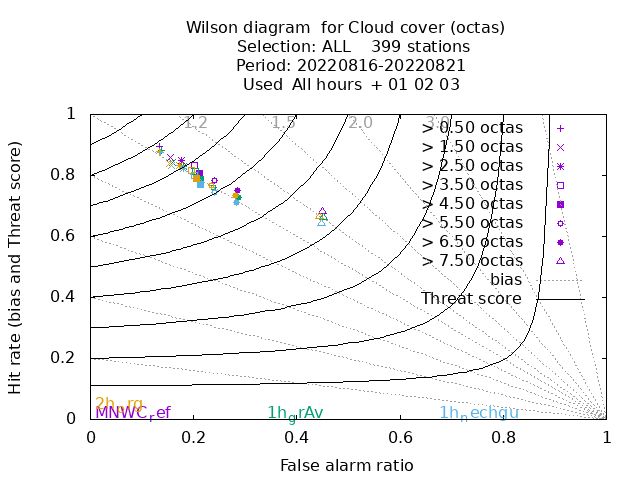 Wilson diagram  for Cloud cover (octas)
Selection: ALL    399 stations
Period: 20220816-20220821
Used  All hours  + 01 02 03
Hit rate (bias and Threat score)
1
0.8
0.6
0.4
0.2
0
1.2
1.5
2.0
3.0
> 0.50 octas
> 1.50 octas
> 2.50 octas
> 3.50 octas
> 4.50 octas
> 5.50 octas
> 6.50 octas
> 7.50 octas
bias
Threat score
2h_grg
MNWC_ref
1h_grAv
1h_nechgu
0 0.2 0.4 0.6 0.8 1
False alarm ratio